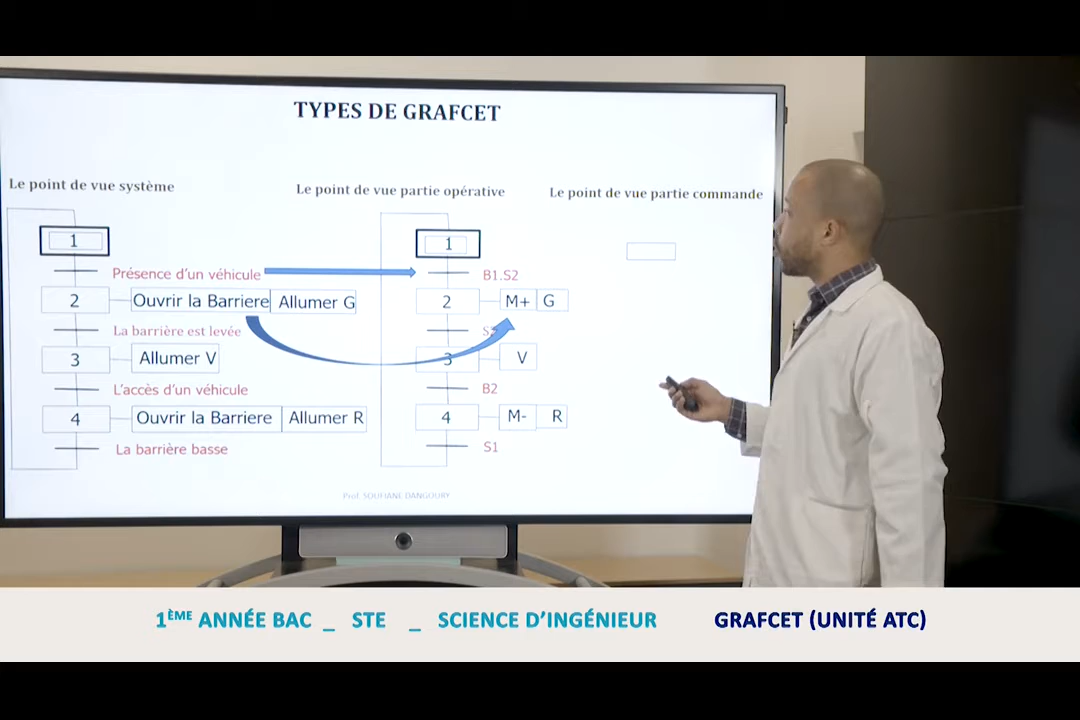 TYPES DE GRAFCET
Le point de vue système
Le point de vue partie opérative
Le point de vue partie commande
1
Présence d'un véhicule
2
Ouvrir la Barriere
Allumer G
La barrière est levée
3
Allumer V
L'accès d'un véhicule
4
Ouvrir la Barriere
Allumer R
La barrière basse
1
B1.S2
2
M+
G
3
V
B2
4
M-
R
S1
Prof. SOUFIANE DANGOURY
1ÈME ANNÉE BAC _ STE _ SCIENCE D'INGÉNIEUR GRAFCET (UNITÉ ATC)